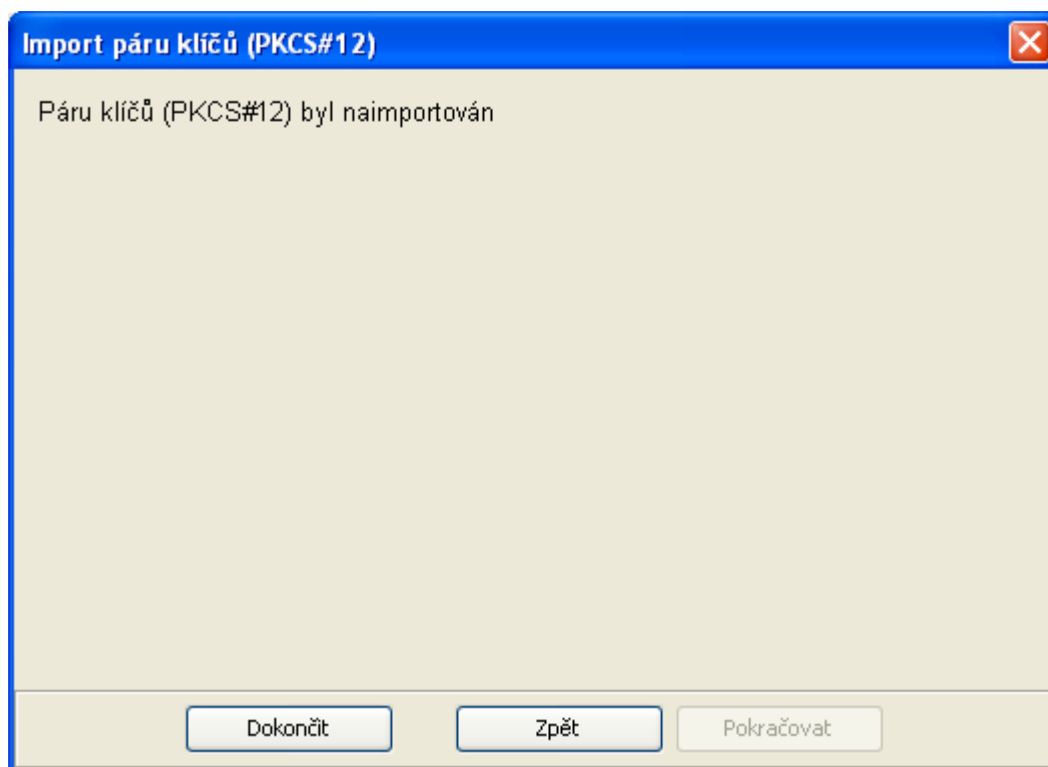 Import páru klíčů (PKCS#12)
Páru klíčů (PKCS#12) byl naimportován
Dokončit
Zpět
Pokračovat